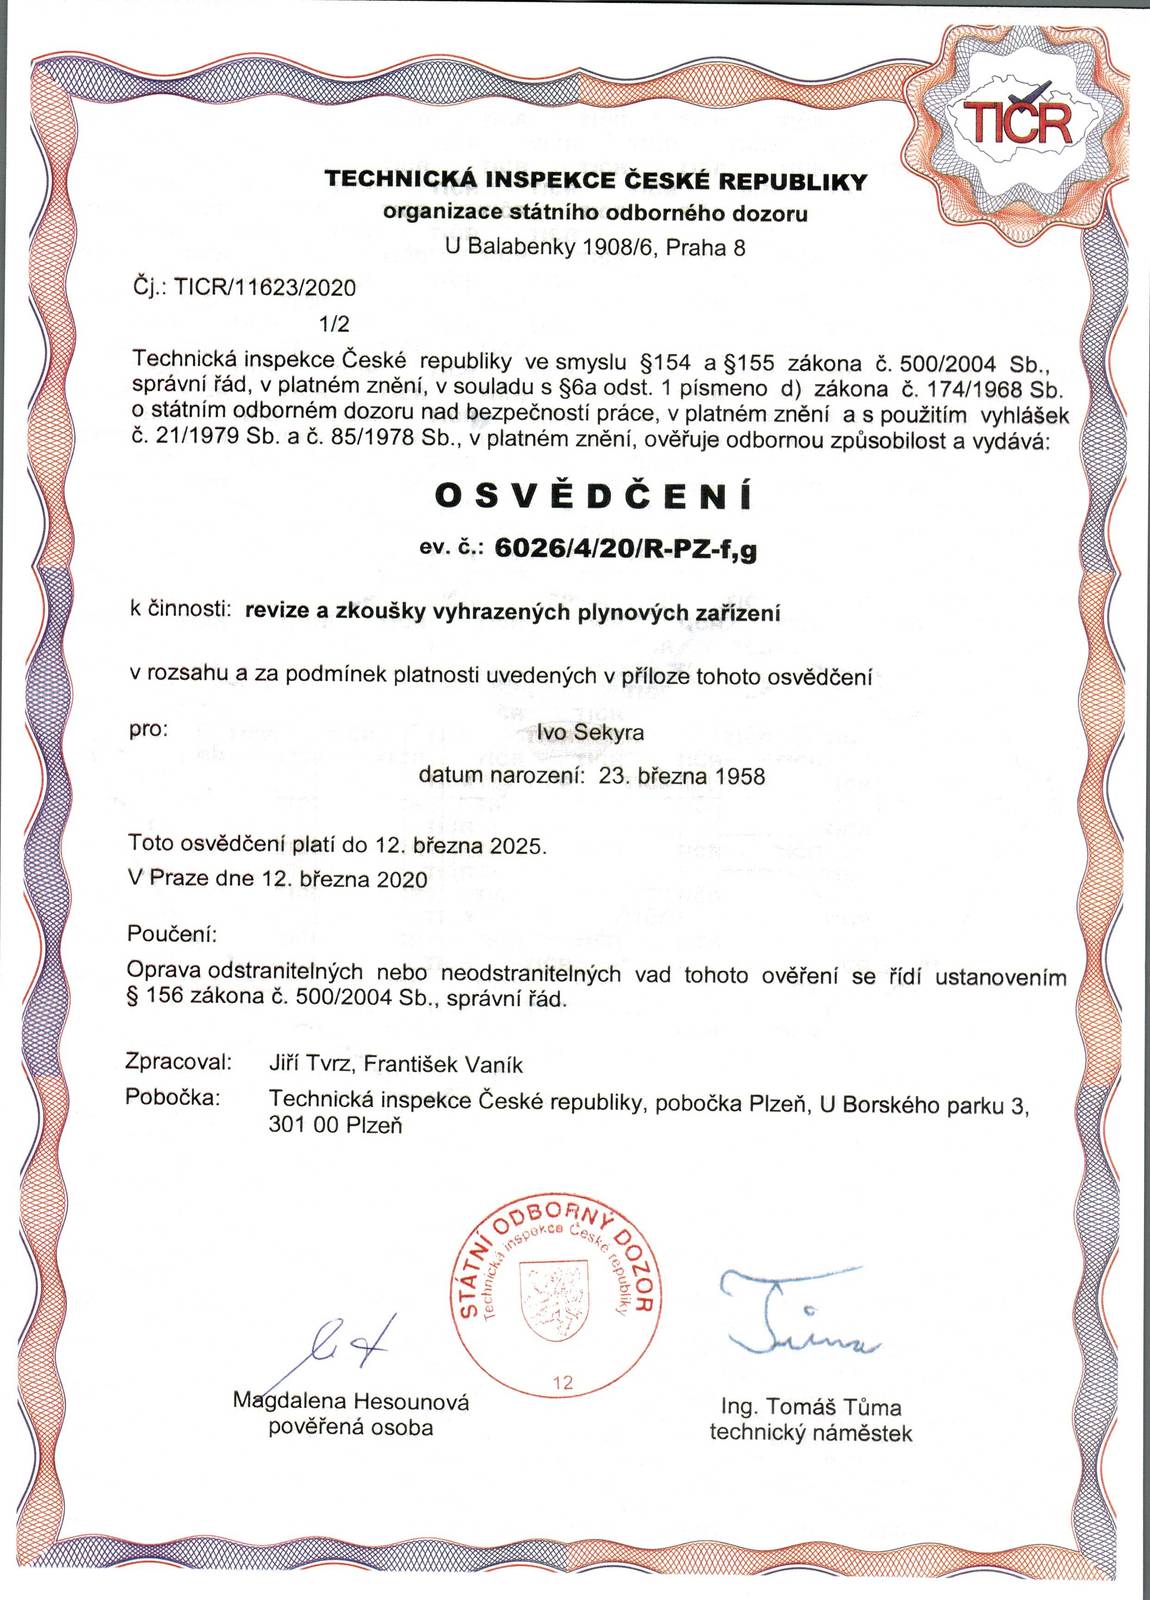 TIČR
TECHNICKÁ INSPEKCE ČESKÉ REPUBLIKY
organizace státního odborného dozoru
U Balabenky 1908/6, Praha 8
Čj.: TICR/11623/2020
1/2
Technická inspekce České republiky ve smyslu §154 a §155 zákona č. 500/2004 Sb.,
správní řád, v platném znění, v souladu s §6a odst. 1 písmeno d) zákona č. 174/1968 Sb.
o státním odborném dozoru nad bezpečností práce, v platném znění a s použitím vyhlášek
č. 21/1979 Sb. a č. 85/1978 Sb., v platném znění, ověřuje odbornou způsobilost a vydává:
OSVĚDČENÍ
ev. č.: 6026/4/20/R-PZ-f,g
k činnosti: revize a zkoušky vyhrazených plynových zařízení
v rozsahu a za podmínek platnosti uvedených v příloze tohoto osvědčení
pro: Ivo Sekyra
datum narození: 23. března 1958
Toto osvědčení platí do 12. března 2025.
V Praze dne 12. března 2020
Poučení:
Oprava odstranitelných nebo neodstranitelných vad tohoto ověření se řídí ustanovením
§ 156 zákona č. 500/2004 Sb., správní řád.
Zpracoval: Jiří Tvrz, František Vaník
Pobočka: Technická inspekce České republiky, pobočka Plzeň, U Borského parku 3,
301 00 Plzeň
STÁTNÍ ODBORNÝ DOZOR
Technická inspekce České republiky
12
Tůma
Magdalena Hesounová
pověřená osoba
Ing. Tomáš Tůma
technický náměstek